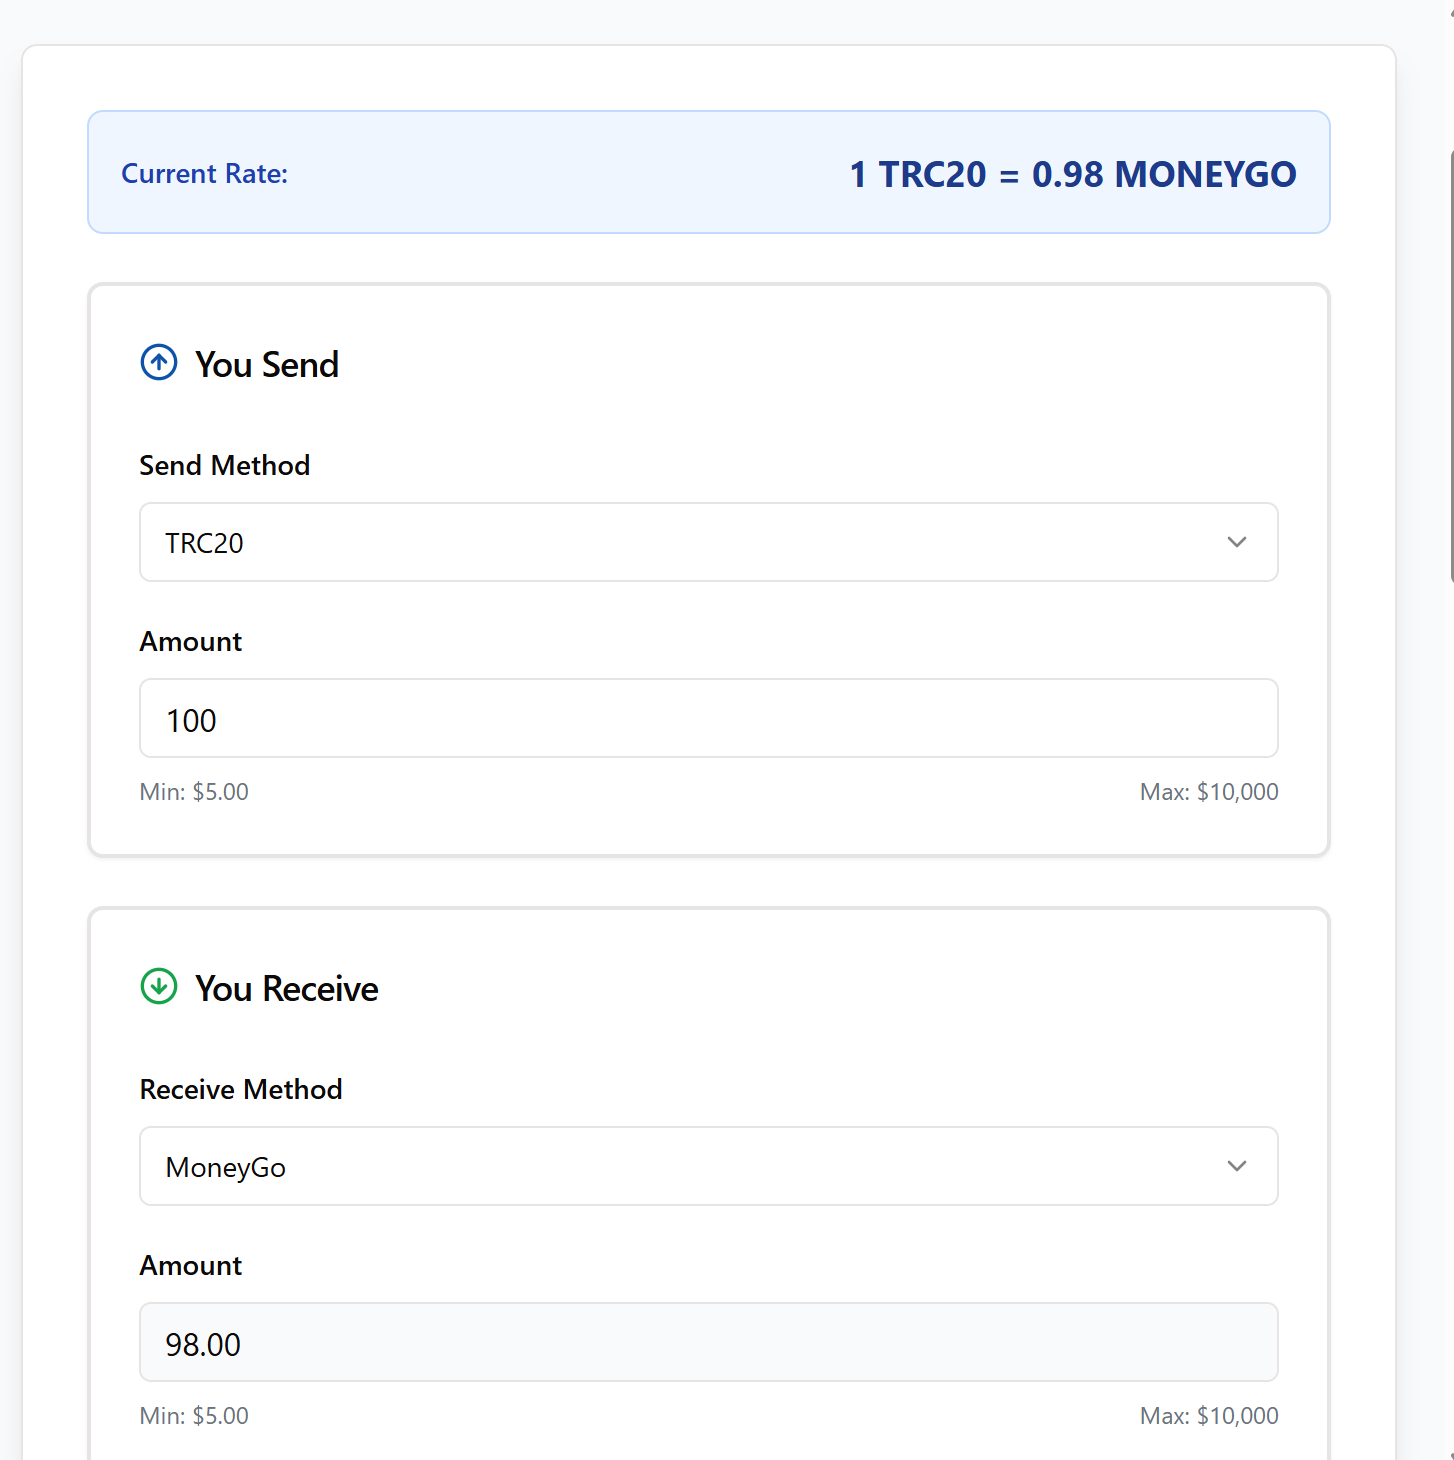 Current Rate: 1 TRC20 = 0.98 MONEYGO
You Send
Send Method
TRC20
Amount
100
Min: $5.00 Max: $10,000
You Receive
Receive Method
MoneyGo
Amount
98.00
Min: $5.00 Max: $10,000